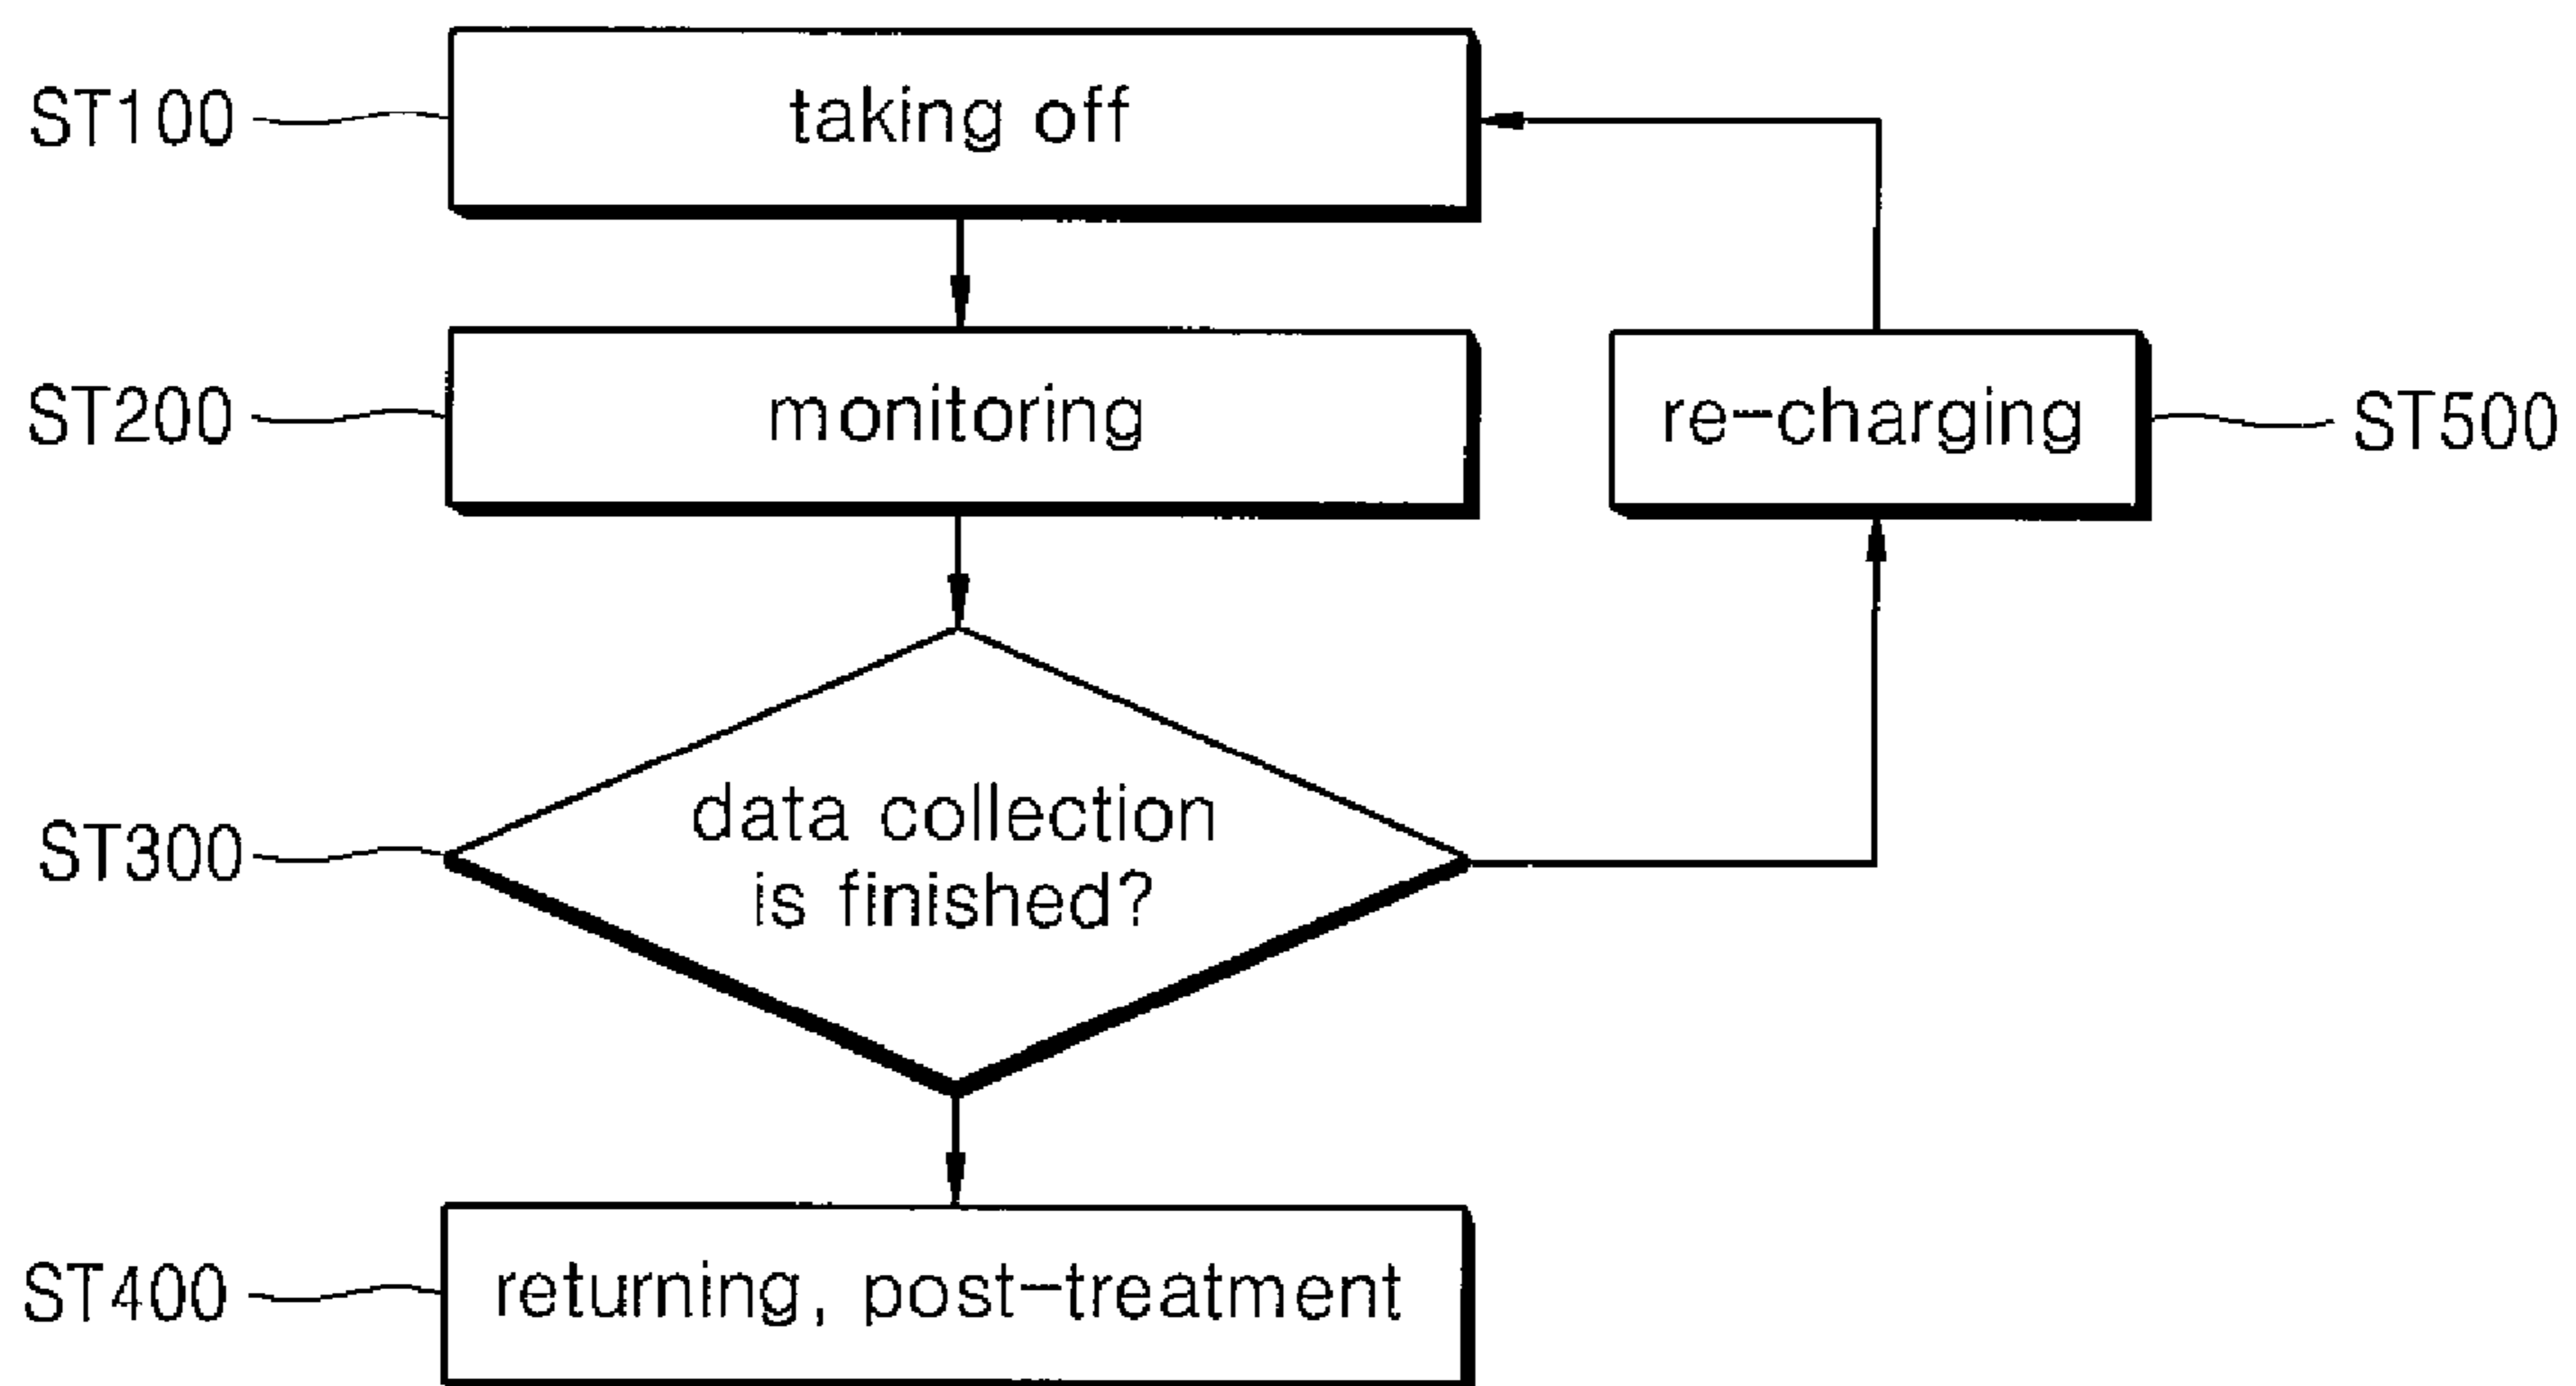 ST100
taking off
ST200
monitoring
re-charging
ST500
ST300
data collection
is finished?
ST400
returning, post-treatment